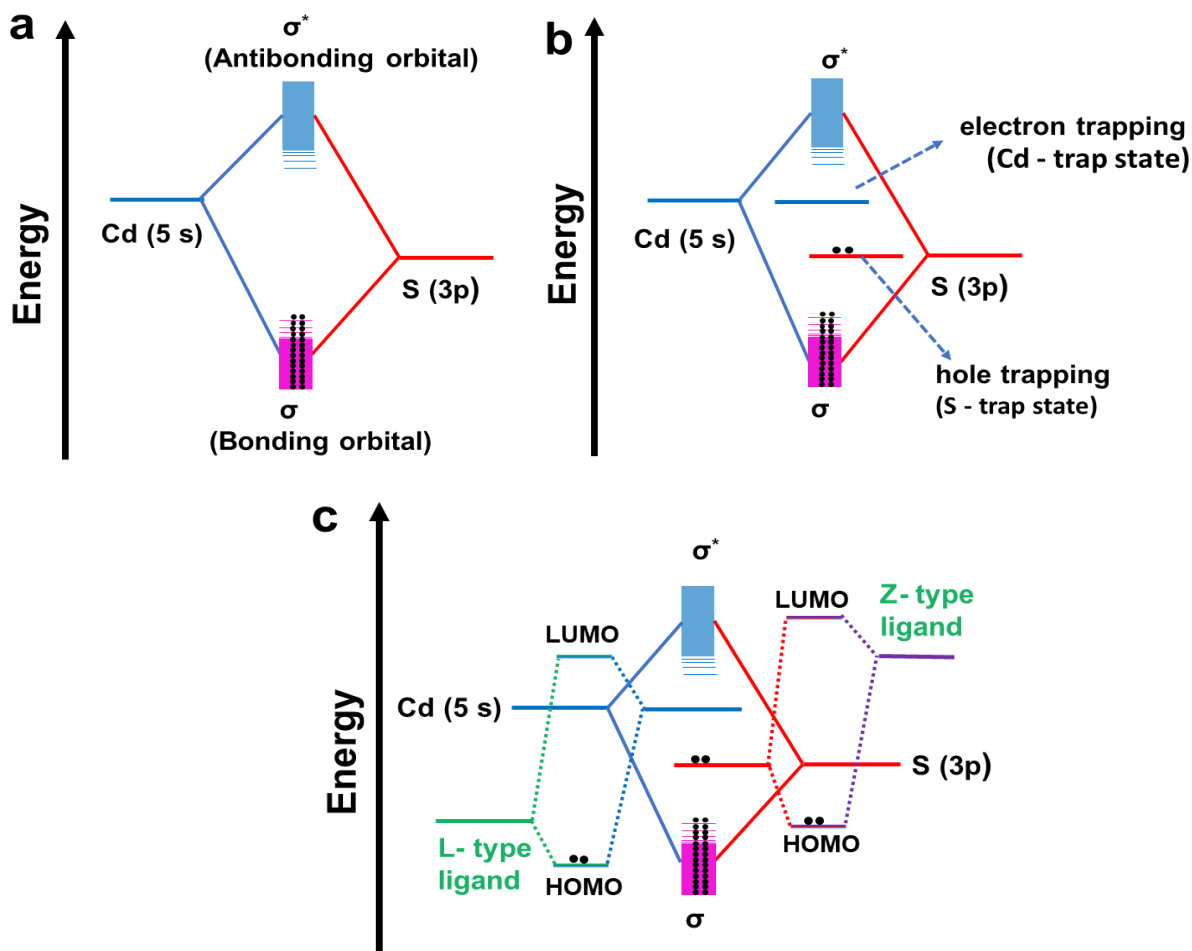 a
σ*
(Antibonding orbital)
Energy
Cd (5 s)
S (3p)
σ
(Bonding orbital)
b
σ*
electron trapping
(Cd - trap state)
Energy
Cd (5 s)
S (3p)
hole trapping
(S - trap state)
σ
c
σ*
LUMO
Z- type
ligand
LUMO
Energy
Cd (5 s)
S (3p)
L- type
ligand
HOMO
HOMO
σ